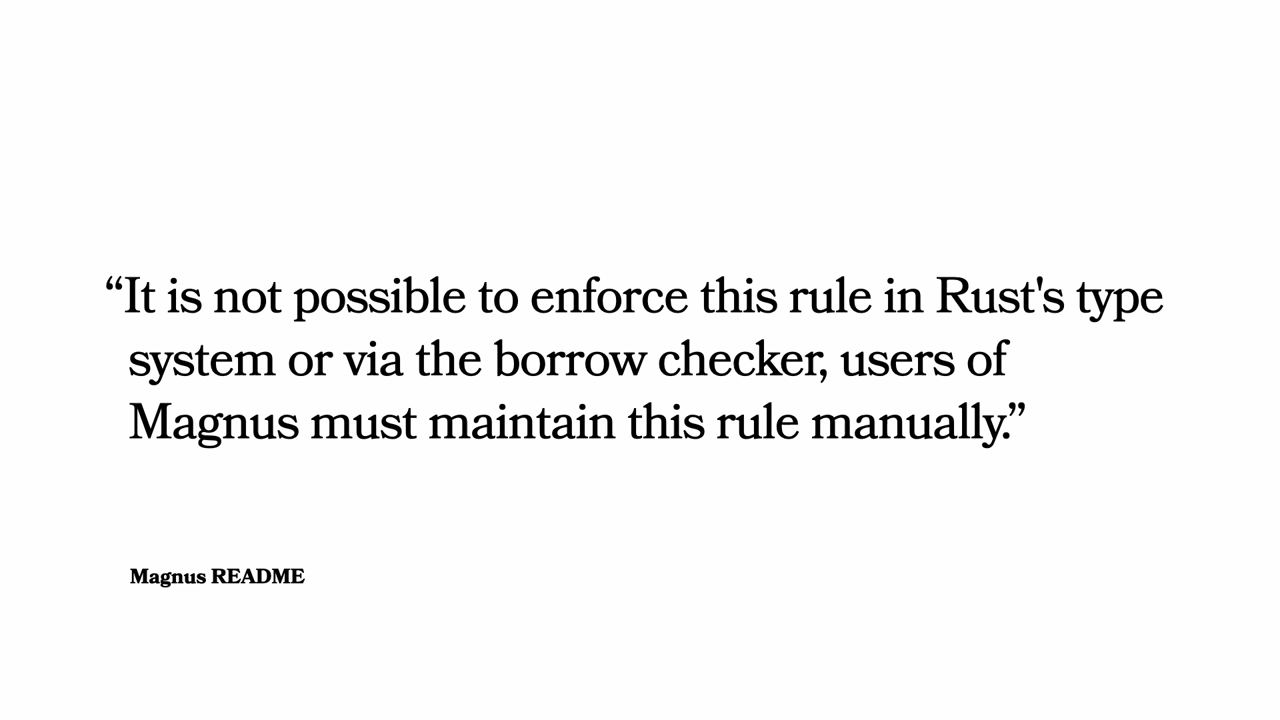 “It is not possible to enforce this rule in Rust's type
system or via the borrow checker, users of
Magnus must maintain this rule manually.”
Magnus README